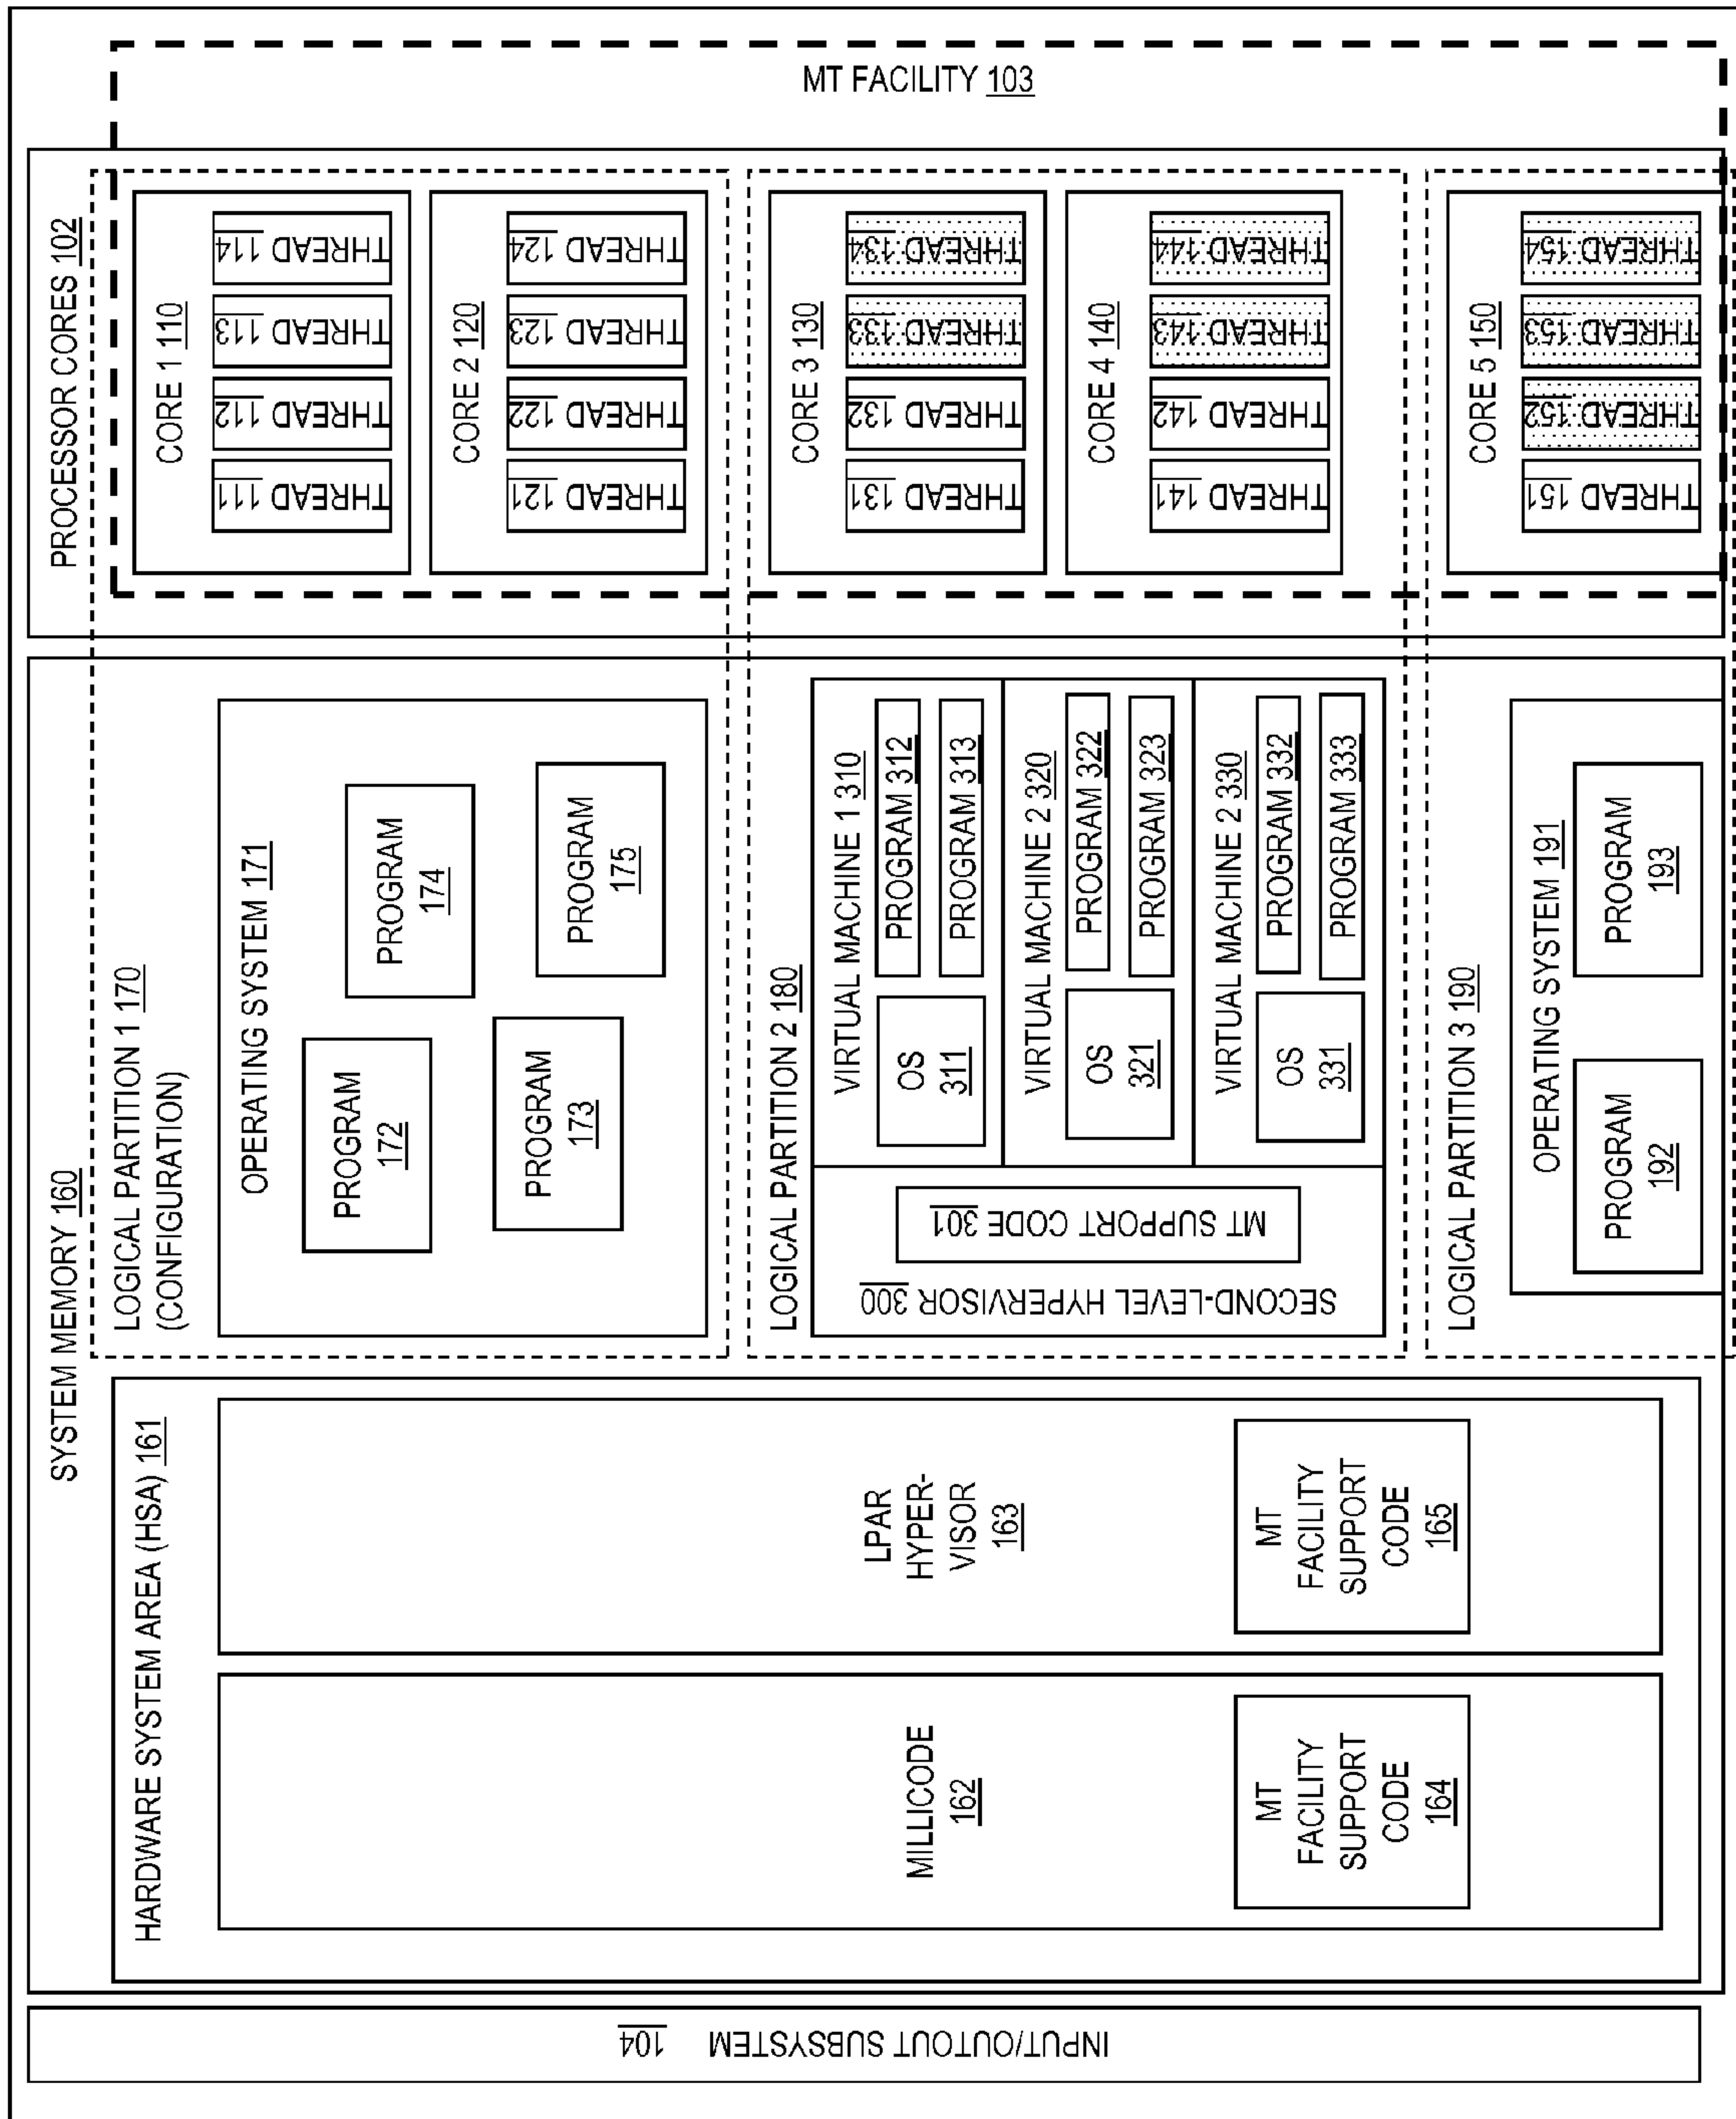 MT FACILITY 103
PROCESSOR CORES 102
CORE 1 110
THREAD 111
THREAD 112
THREAD 113
THREAD 114
CORE 2 120
THREAD 121
THREAD 122
THREAD 123
THREAD 124
CORE 3 130
THREAD 131
THREAD 132
THREAD 133
THREAD 134
CORE 4 140
THREAD 141
THREAD 142
THREAD 143
THREAD 144
CORE 5 150
THREAD 151
THREAD 152
THREAD 153
THREAD 154
SYSTEM MEMORY 160
LOGICAL PARTITION 1 170
(CONFIGURATION)
OPERATING SYSTEM 171
PROGRAM
172
PROGRAM
174
PROGRAM
173
PROGRAM
175
LOGICAL PARTITION 2 180
SECOND-LEVEL HYPERVISOR 300
MT SUPPORT CODE 301
VIRTUAL MACHINE 1 310
OS
311
PROGRAM 312
PROGRAM 313
VIRTUAL MACHINE 2 320
OS
321
PROGRAM 322
PROGRAM 323
VIRTUAL MACHINE 2 330
OS
331
PROGRAM 332
PROGRAM 333
LOGICAL PARTITION 3 190
OPERATING SYSTEM 191
PROGRAM
192
PROGRAM
193
HARDWARE SYSTEM AREA (HSA) 161
LPAR
HYPER-
VISOR
163
MT
FACILITY
SUPPORT
CODE
165
MILLICODE
162
MT
FACILITY
SUPPORT
CODE
164
INPUT/OUTOUT SUBSYSTEM 104